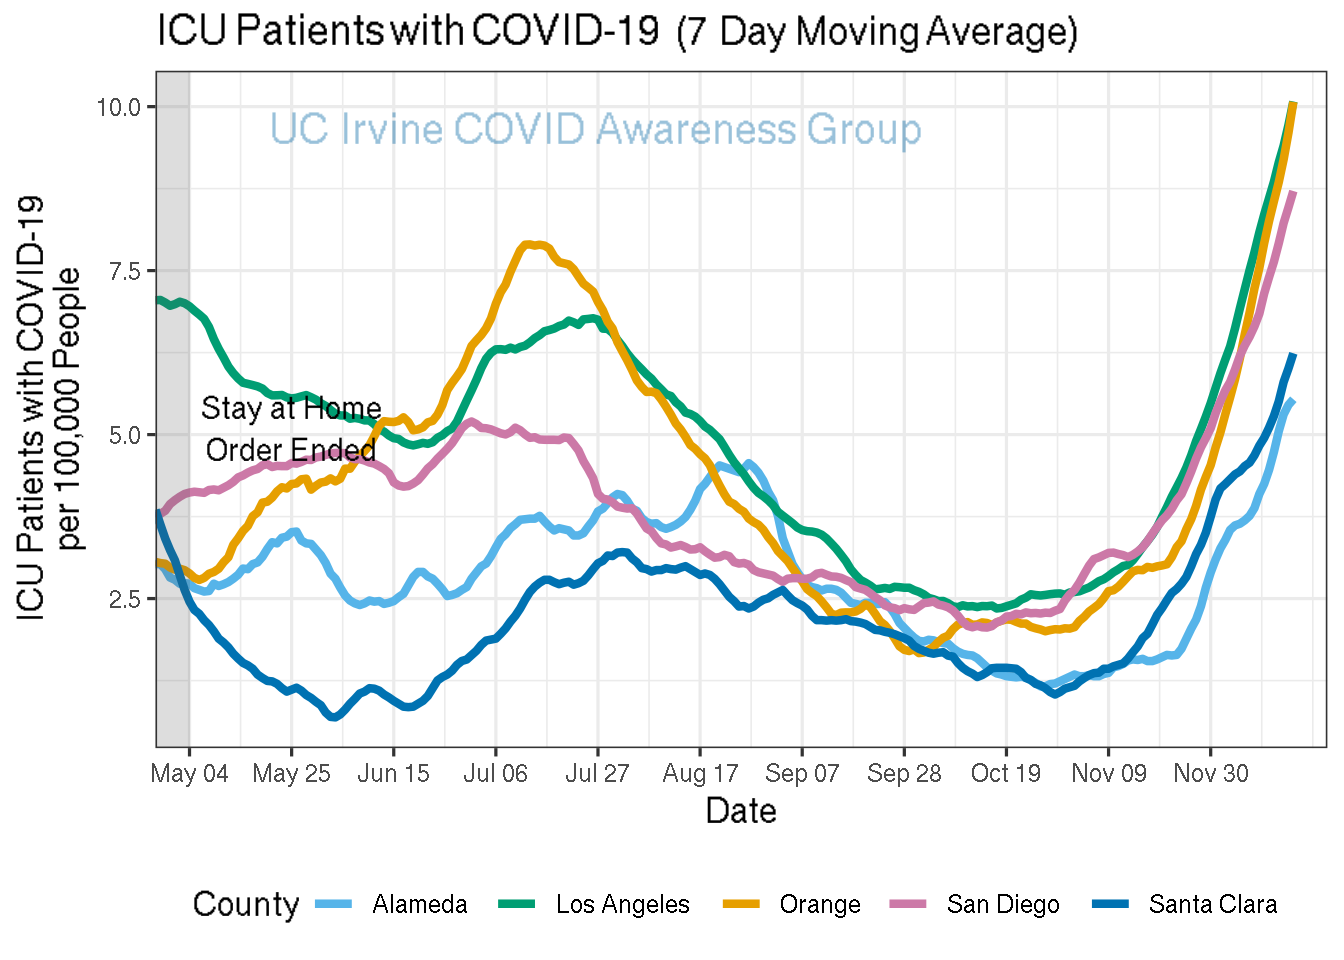 ICU Patients with COVID-19 (7 Day Moving Average)
UC Irvine COVID Awareness Group
ICU Patients with COVID-19
per 100,000 People
10.0
7.5
5.0
2.5
Stay at Home
Order Ended
May 04 May 25 Jun 15 Jul 06 Jul 27 Aug 17 Sep 07 Sep 28 Oct 19 Nov 09 Nov 30
Date
County Alameda Los Angeles Orange San Diego Santa Clara